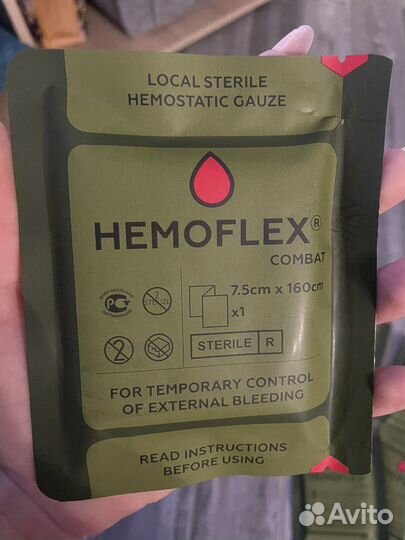 LOCAL STERILE
HEMOSTATIC GAUZE
HEMOFLEX®
COMBAT
7.5cm x 160cm
x1
STERILE R
FOR TEMPORARY CONTROL
OF EXTERNAL BLEEDING
READ INSTRUCTIONS
BEFORE USING
Avito